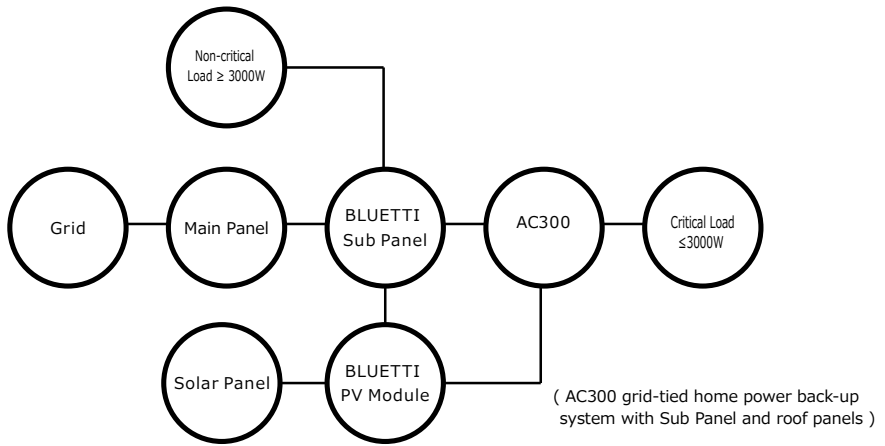 Non-critical
Load ≥ 3000W
Grid
Main Panel
BLUETTI
Sub Panel
AC300
Critical Load
≤3000W
Solar Panel
BLUETTI
PV Module
( AC300 grid-tied home power back-up
system with Sub Panel and roof panels )